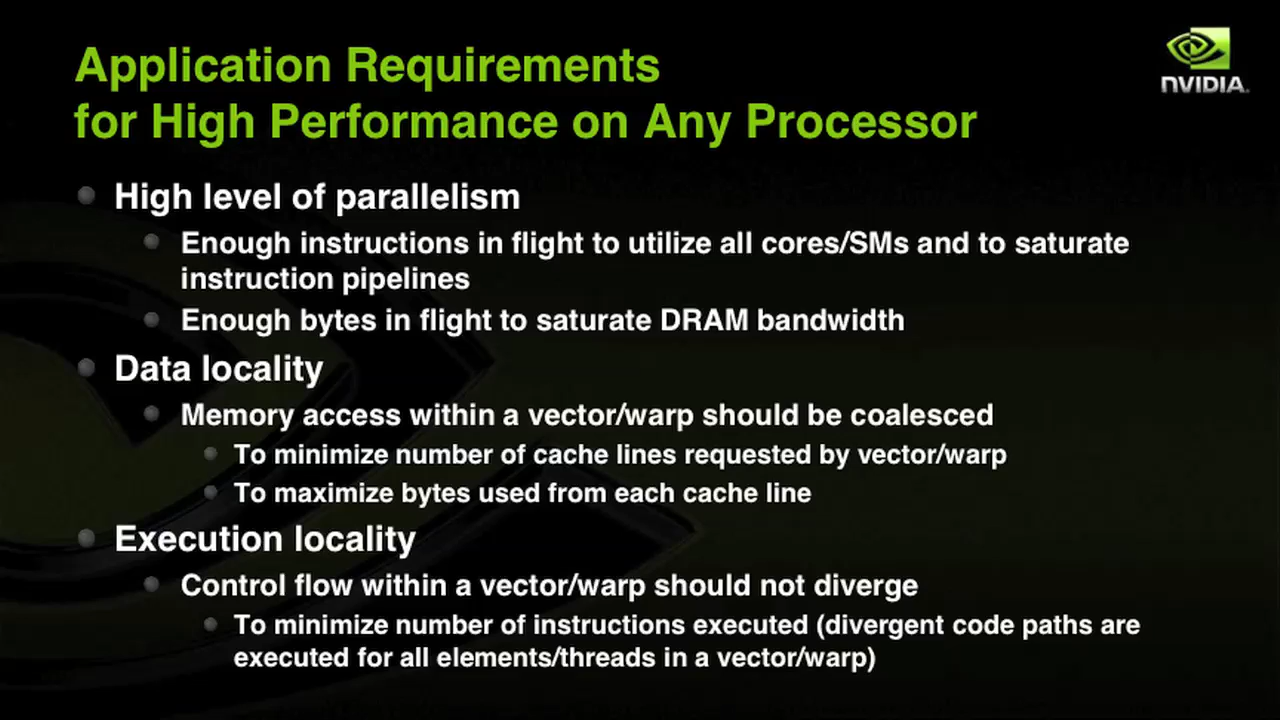 Application Requirements
for High Performance on Any Processor
NVIDIA
High level of parallelism
Enough instructions in flight to utilize all cores/SMs and to saturate
instruction pipelines
Enough bytes in flight to saturate DRAM bandwidth
Data locality
Memory access within a vector/warp should be coalesced
To minimize number of cache lines requested by vector/warp
To maximize bytes used from each cache line
Execution locality
Control flow within a vector/warp should not diverge
To minimize number of instructions executed (divergent code paths are
executed for all elements/threads in a vector/warp)